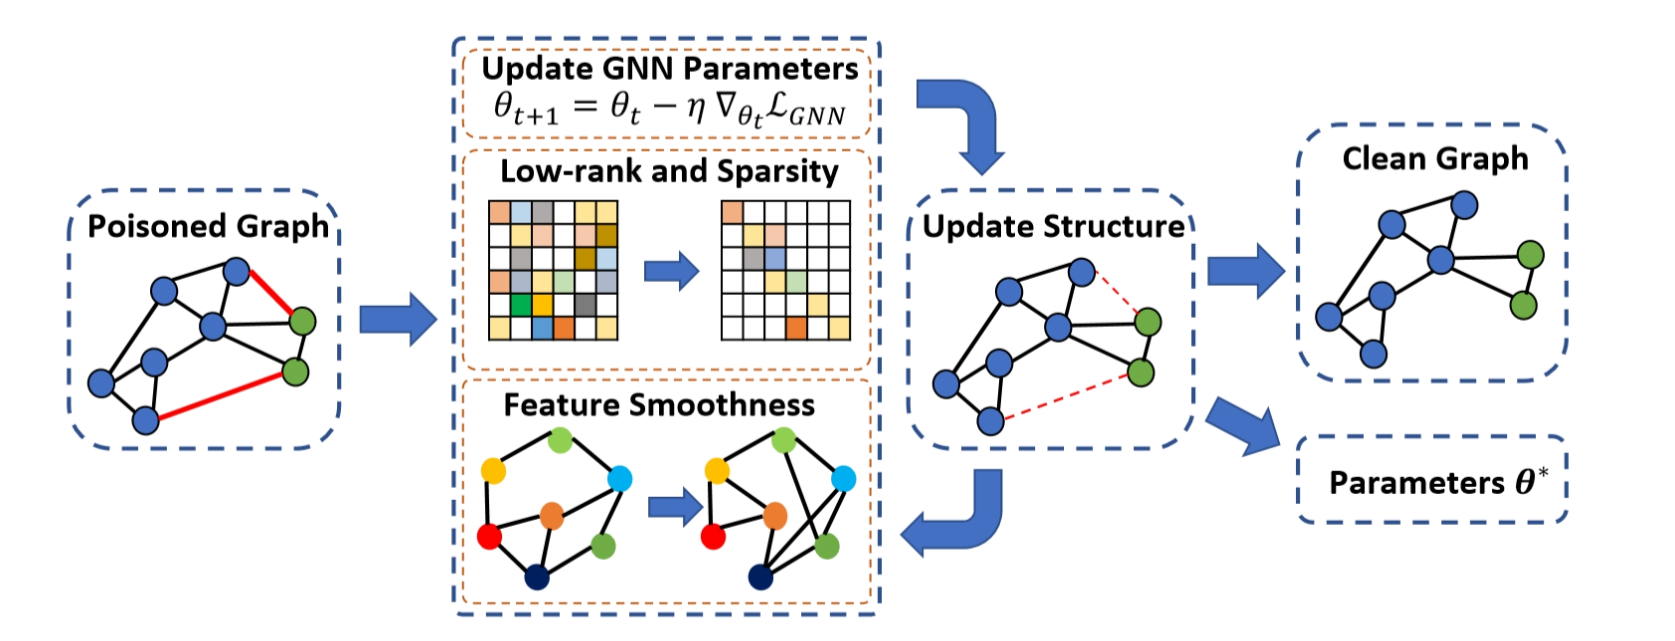 Poisoned Graph
Update GNN Parameters
θ_{t+1} = θ_t − η ∇_{θ_t} ℒ_{GNN}
Low-rank and Sparsity
Feature Smoothness
Update Structure
Clean Graph
Parameters θ*